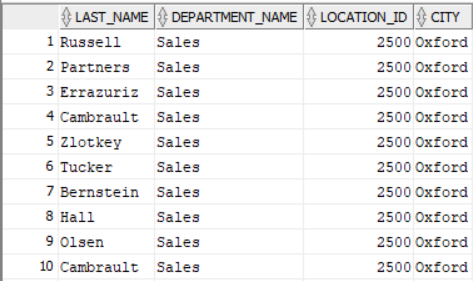 LAST_NAME DEPARTMENT_NAME LOCATION_ID CITY
1 Russell Sales 2500 Oxford
2 Partners Sales 2500 Oxford
3 Errazuriz Sales 2500 Oxford
4 Cambrault Sales 2500 Oxford
5 Zlotkey Sales 2500 Oxford
6 Tucker Sales 2500 Oxford
7 Bernstein Sales 2500 Oxford
8 Hall Sales 2500 Oxford
9 Olsen Sales 2500 Oxford
10 Cambrault Sales 2500 Oxford